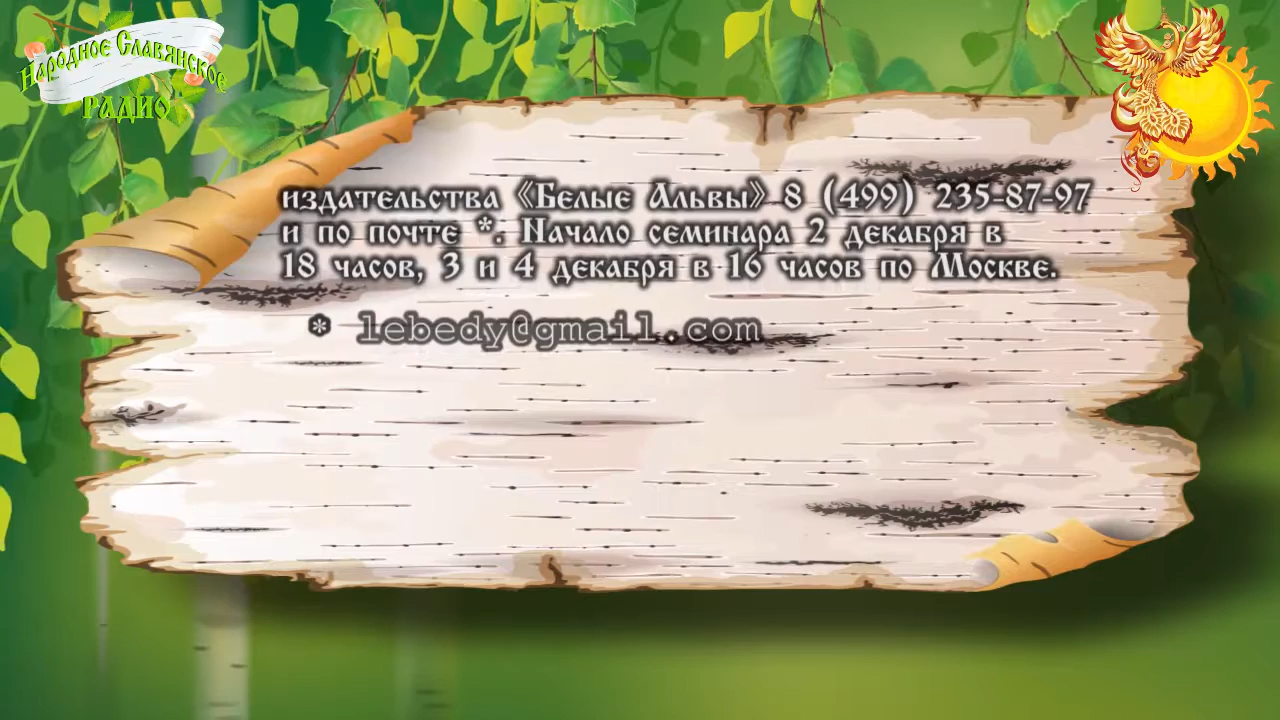 Народное Славянское
РАДИО
издательства «Белые Альвы» 8 (499) 235-87-97
и по почте *. Начало семинара 2 декабря в
18 часов, 3 и 4 декабря в 16 часов по Москве.
* lebedy@gmail.com